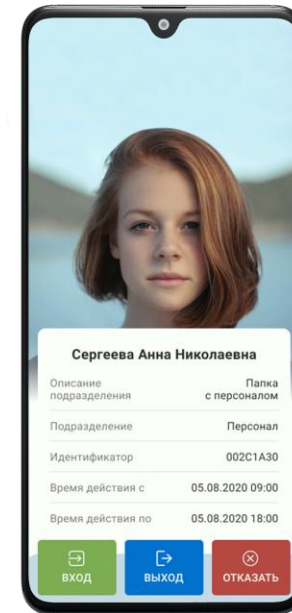 Сергеева Анна Николаевна
Описание подразделения
Папка с персоналом
Подразделение Персонал
Идентификатор 002C1A30
Время действия с 05.08.2020 09:00
Время действия по 05.08.2020 18:00
ВХОД ВЫХОД ОТКАЗАТЬ